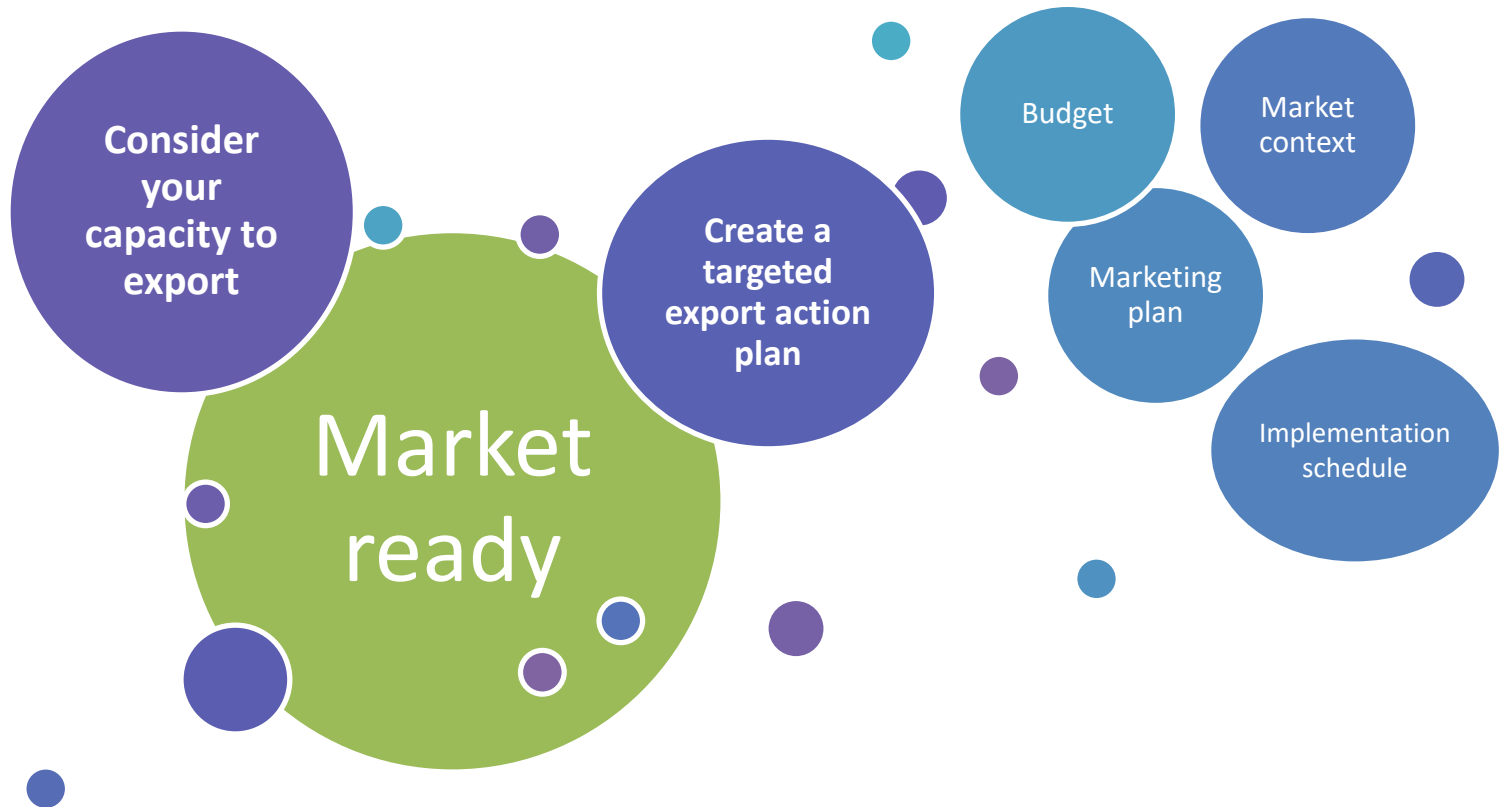 Consider
your
capacity to
export
Market
ready
Create a
targeted
export action
plan
Budget
Market
context
Marketing
plan
Implementation
schedule